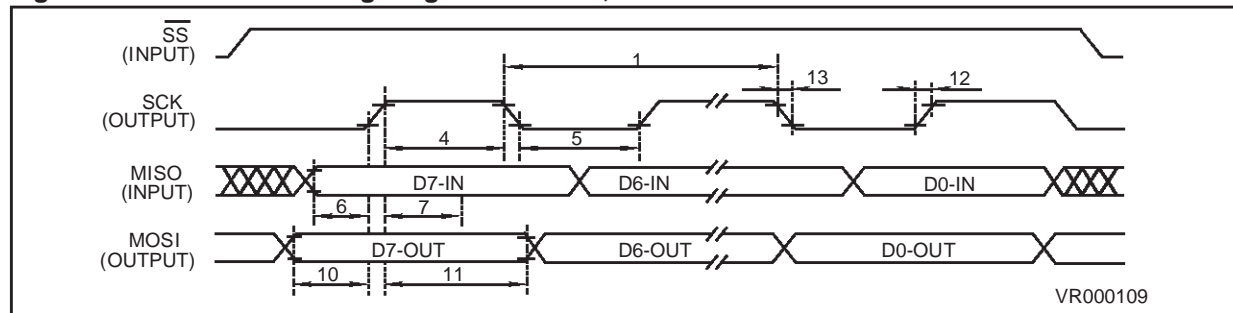 SS
(INPUT)
1
13
12
SCK
(OUTPUT)
4
5
MISO
(INPUT)
D7-IN
D6-IN
D0-IN
6
7
MOSI
(OUTPUT)
D7-OUT
D6-OUT
D0-OUT
10
11
VR000109